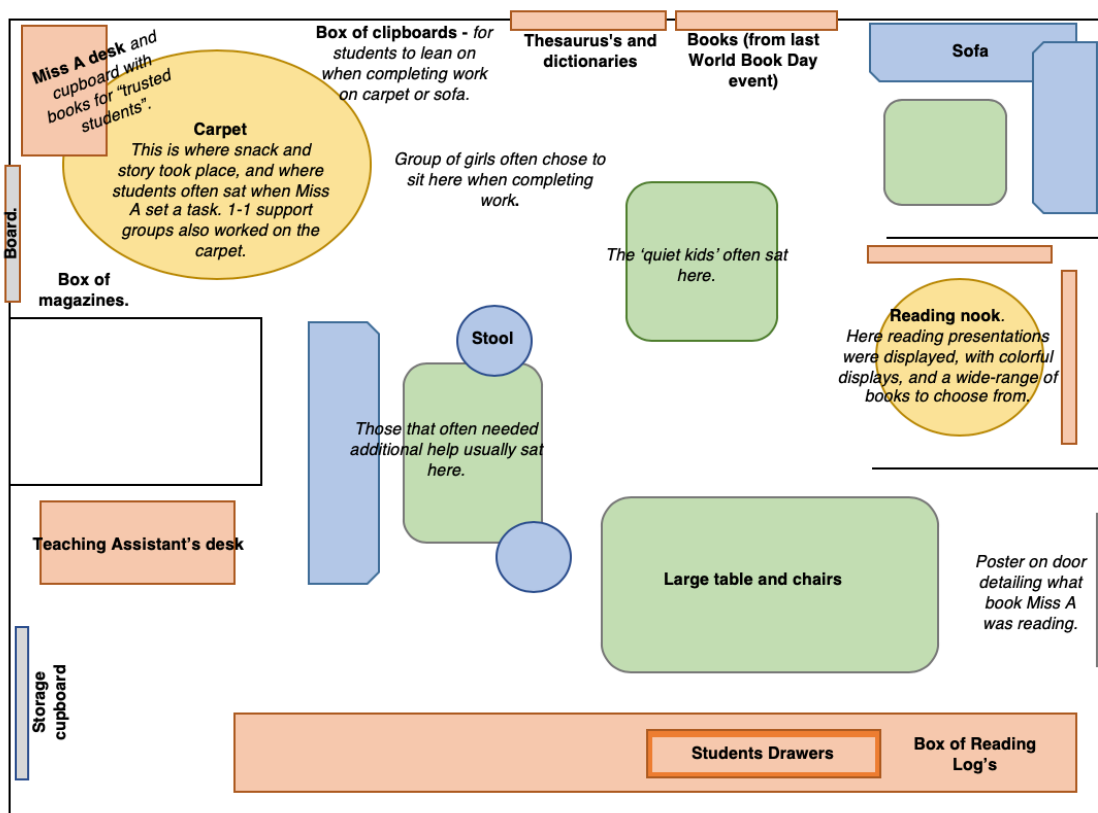 Miss A desk and
cupboard with
books for “trusted
students”.
Box of clipboards - for
students to lean on
when completing work
on carpet or sofa.
Thesaurus's and
dictionaries
Books (from last
World Book Day
event)
Sofa
Carpet
This is where snack and
story took place, and where
students often sat when Miss
A set a task. 1-1 support
groups also worked on the
carpet.
Group of girls often chose to
sit here when completing
work.
Board.
Box of
magazines.
The ‘quiet kids’ often sat
here.
Reading nook.
Here reading presentations
were displayed, with colorful
displays, and a wide-range of
books to choose from.
Stool
Those that often needed
additional help usually sat
here.
Teaching Assistant’s desk
Large table and chairs
Poster on door
detailing what
book Miss A
was reading.
Storage
cupboard
Students Drawers
Box of Reading
Log’s